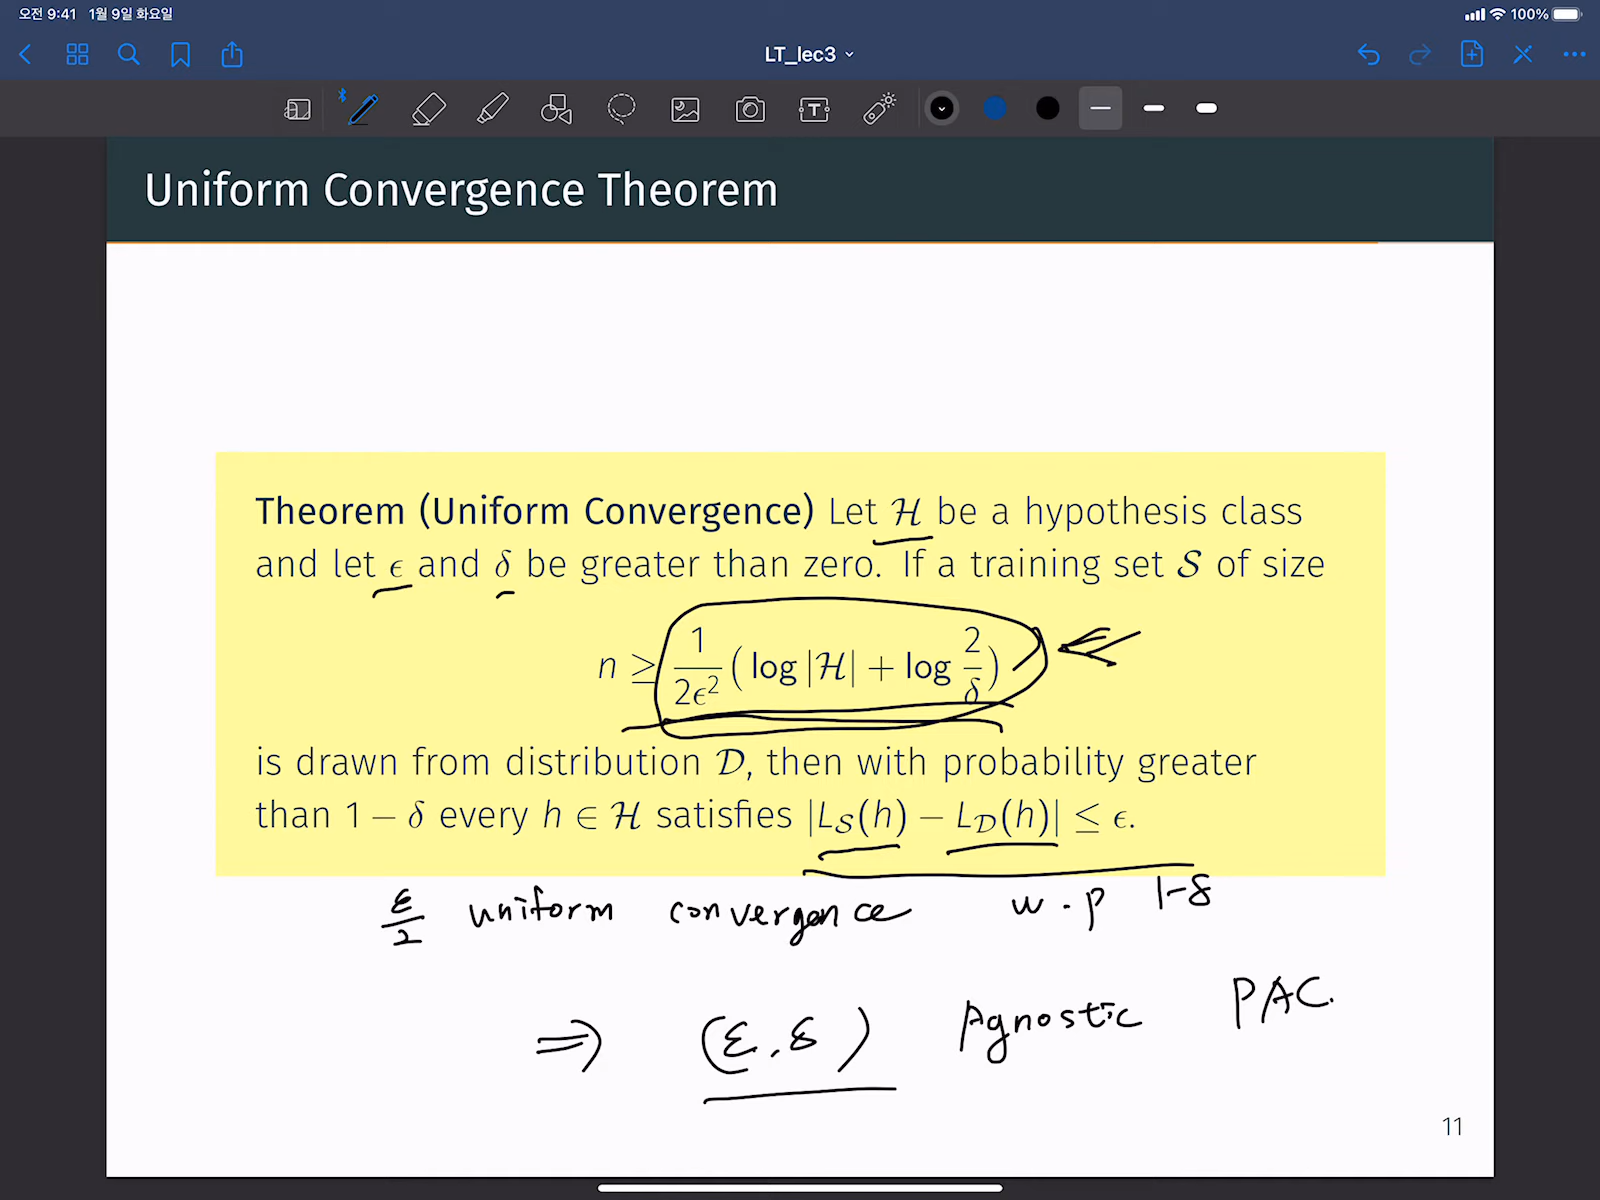 오전 9:41 1월 9일 화요일 100%
LT_lec3
T
Uniform Convergence Theorem
Theorem (Uniform Convergence) Let ℋ be a hypothesis class
and let ϵ and δ be greater than zero. If a training set 𝒮 of size
n ≥ 1/2ϵ² (log |ℋ| + log 2/δ)
is drawn from distribution 𝒟, then with probability greater
than 1 − δ every h ∈ ℋ satisfies |L𝒮(h) − L𝒟(h)| ≤ ϵ.
ε/2 uniform convergence w.p 1-δ
⇒ (ε, δ) Agnostic PAC.
11